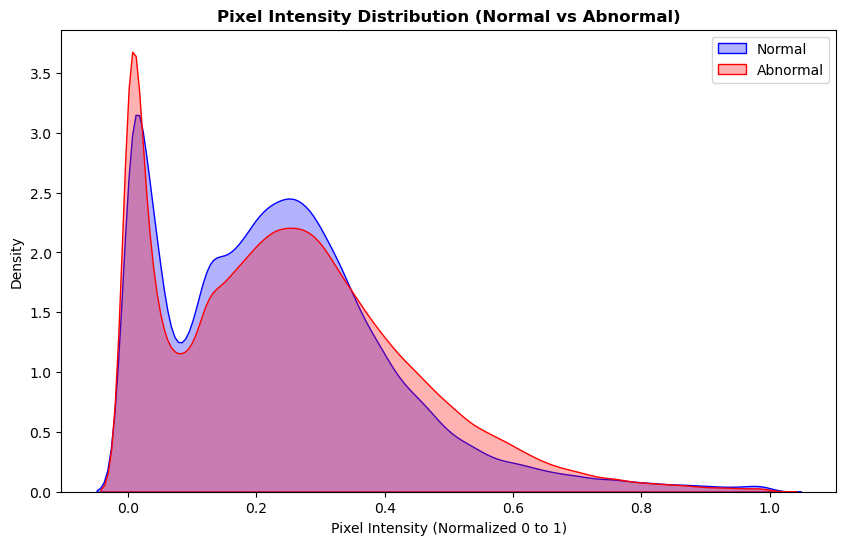 Pixel Intensity Distribution (Normal vs Abnormal)
Normal
Abnormal
3.5
3.0
2.5
2.0
1.5
1.0
0.5
0.0
Density
0.0 0.2 0.4 0.6 0.8 1.0
Pixel Intensity (Normalized 0 to 1)